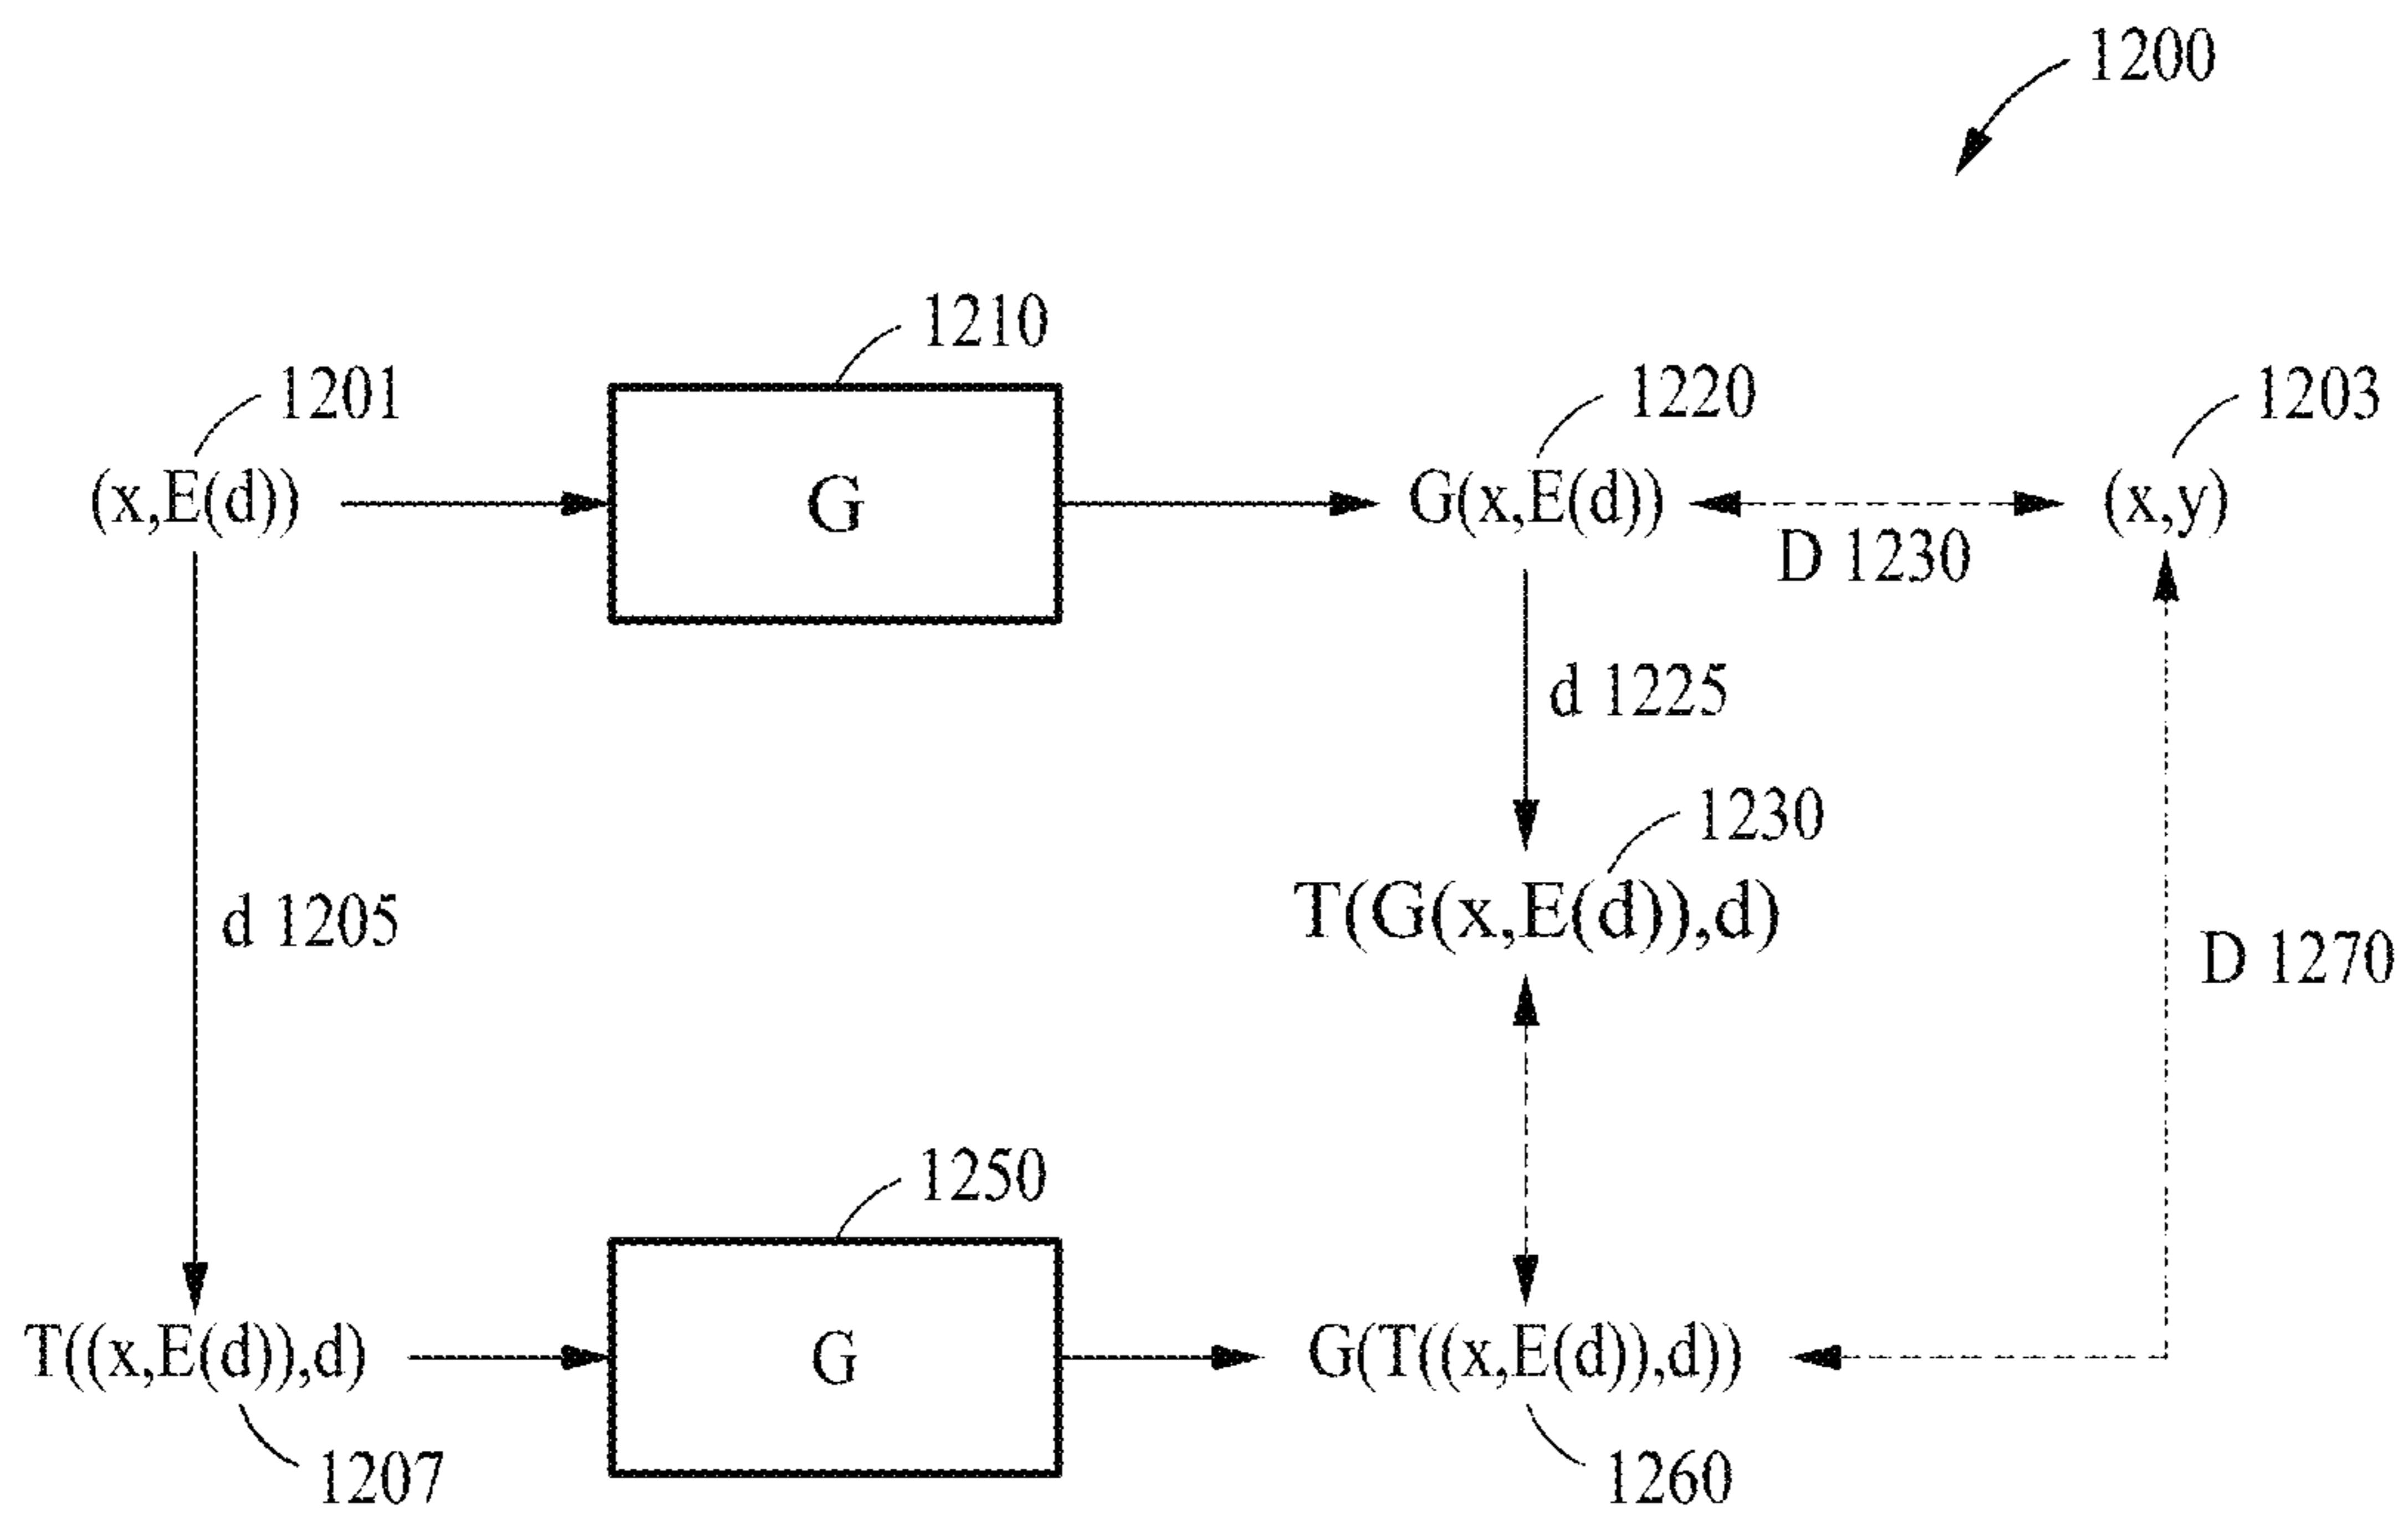 1200
1210
1201
1220
1203
(x,E(d))
G
G(x,E(d))
(x,y)
D 1230
d 1225
1230
T(G(x,E(d)),d)
d 1205
D 1270
1250
T((x,E(d)),d)
G
G(T((x,E(d)),d))
1207
1260